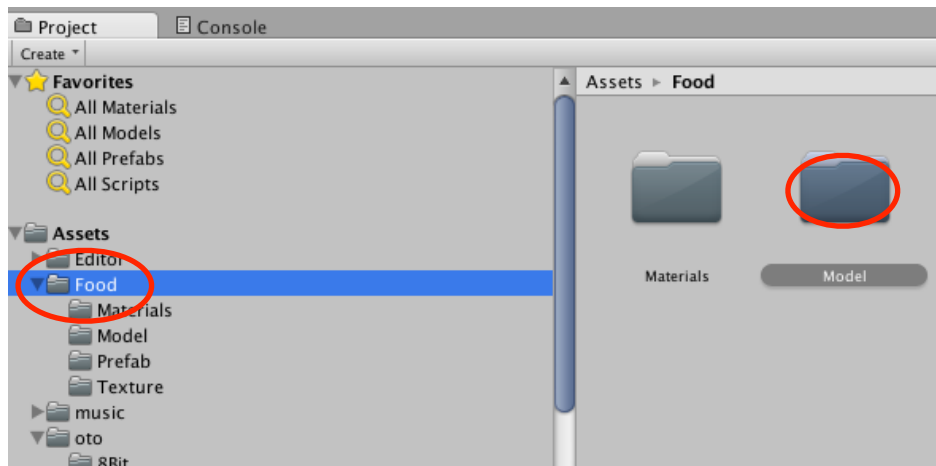 Project
Console
Create
Favorites
All Materials
All Models
All Prefabs
All Scripts
Assets
Editor
Food
Materials
Model
Prefab
Texture
music
oto
8Bit
Assets ▸ Food
Materials
Model